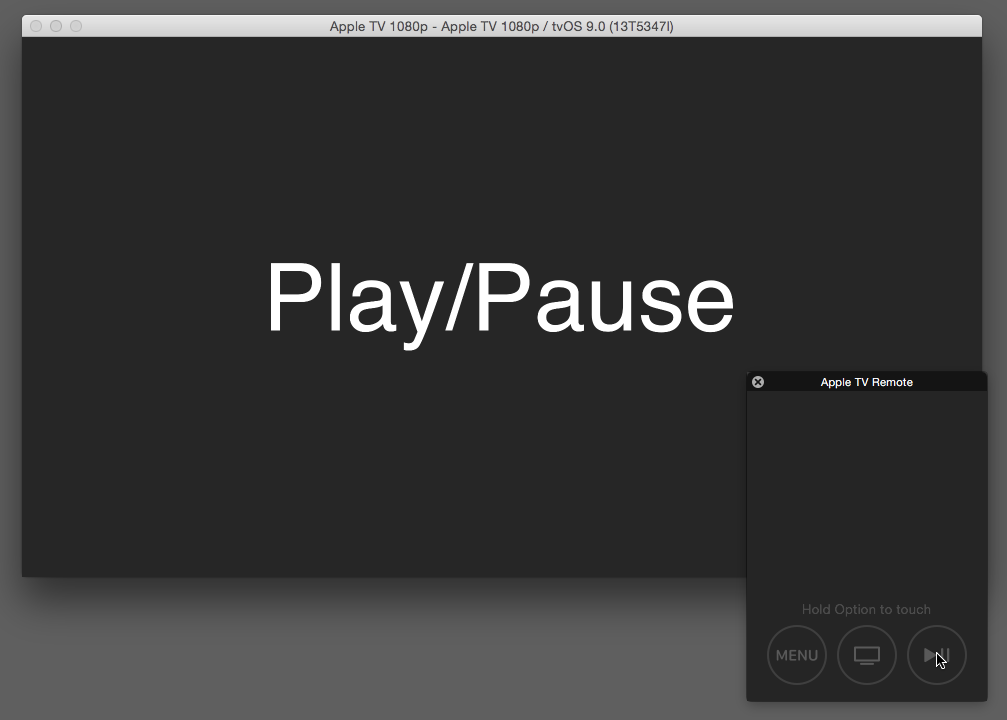 Apple TV 1080p - Apple TV 1080p / tvOS 9.0 (13T5347l)
Play/Pause
Apple TV Remote
Hold Option to touch
MENU